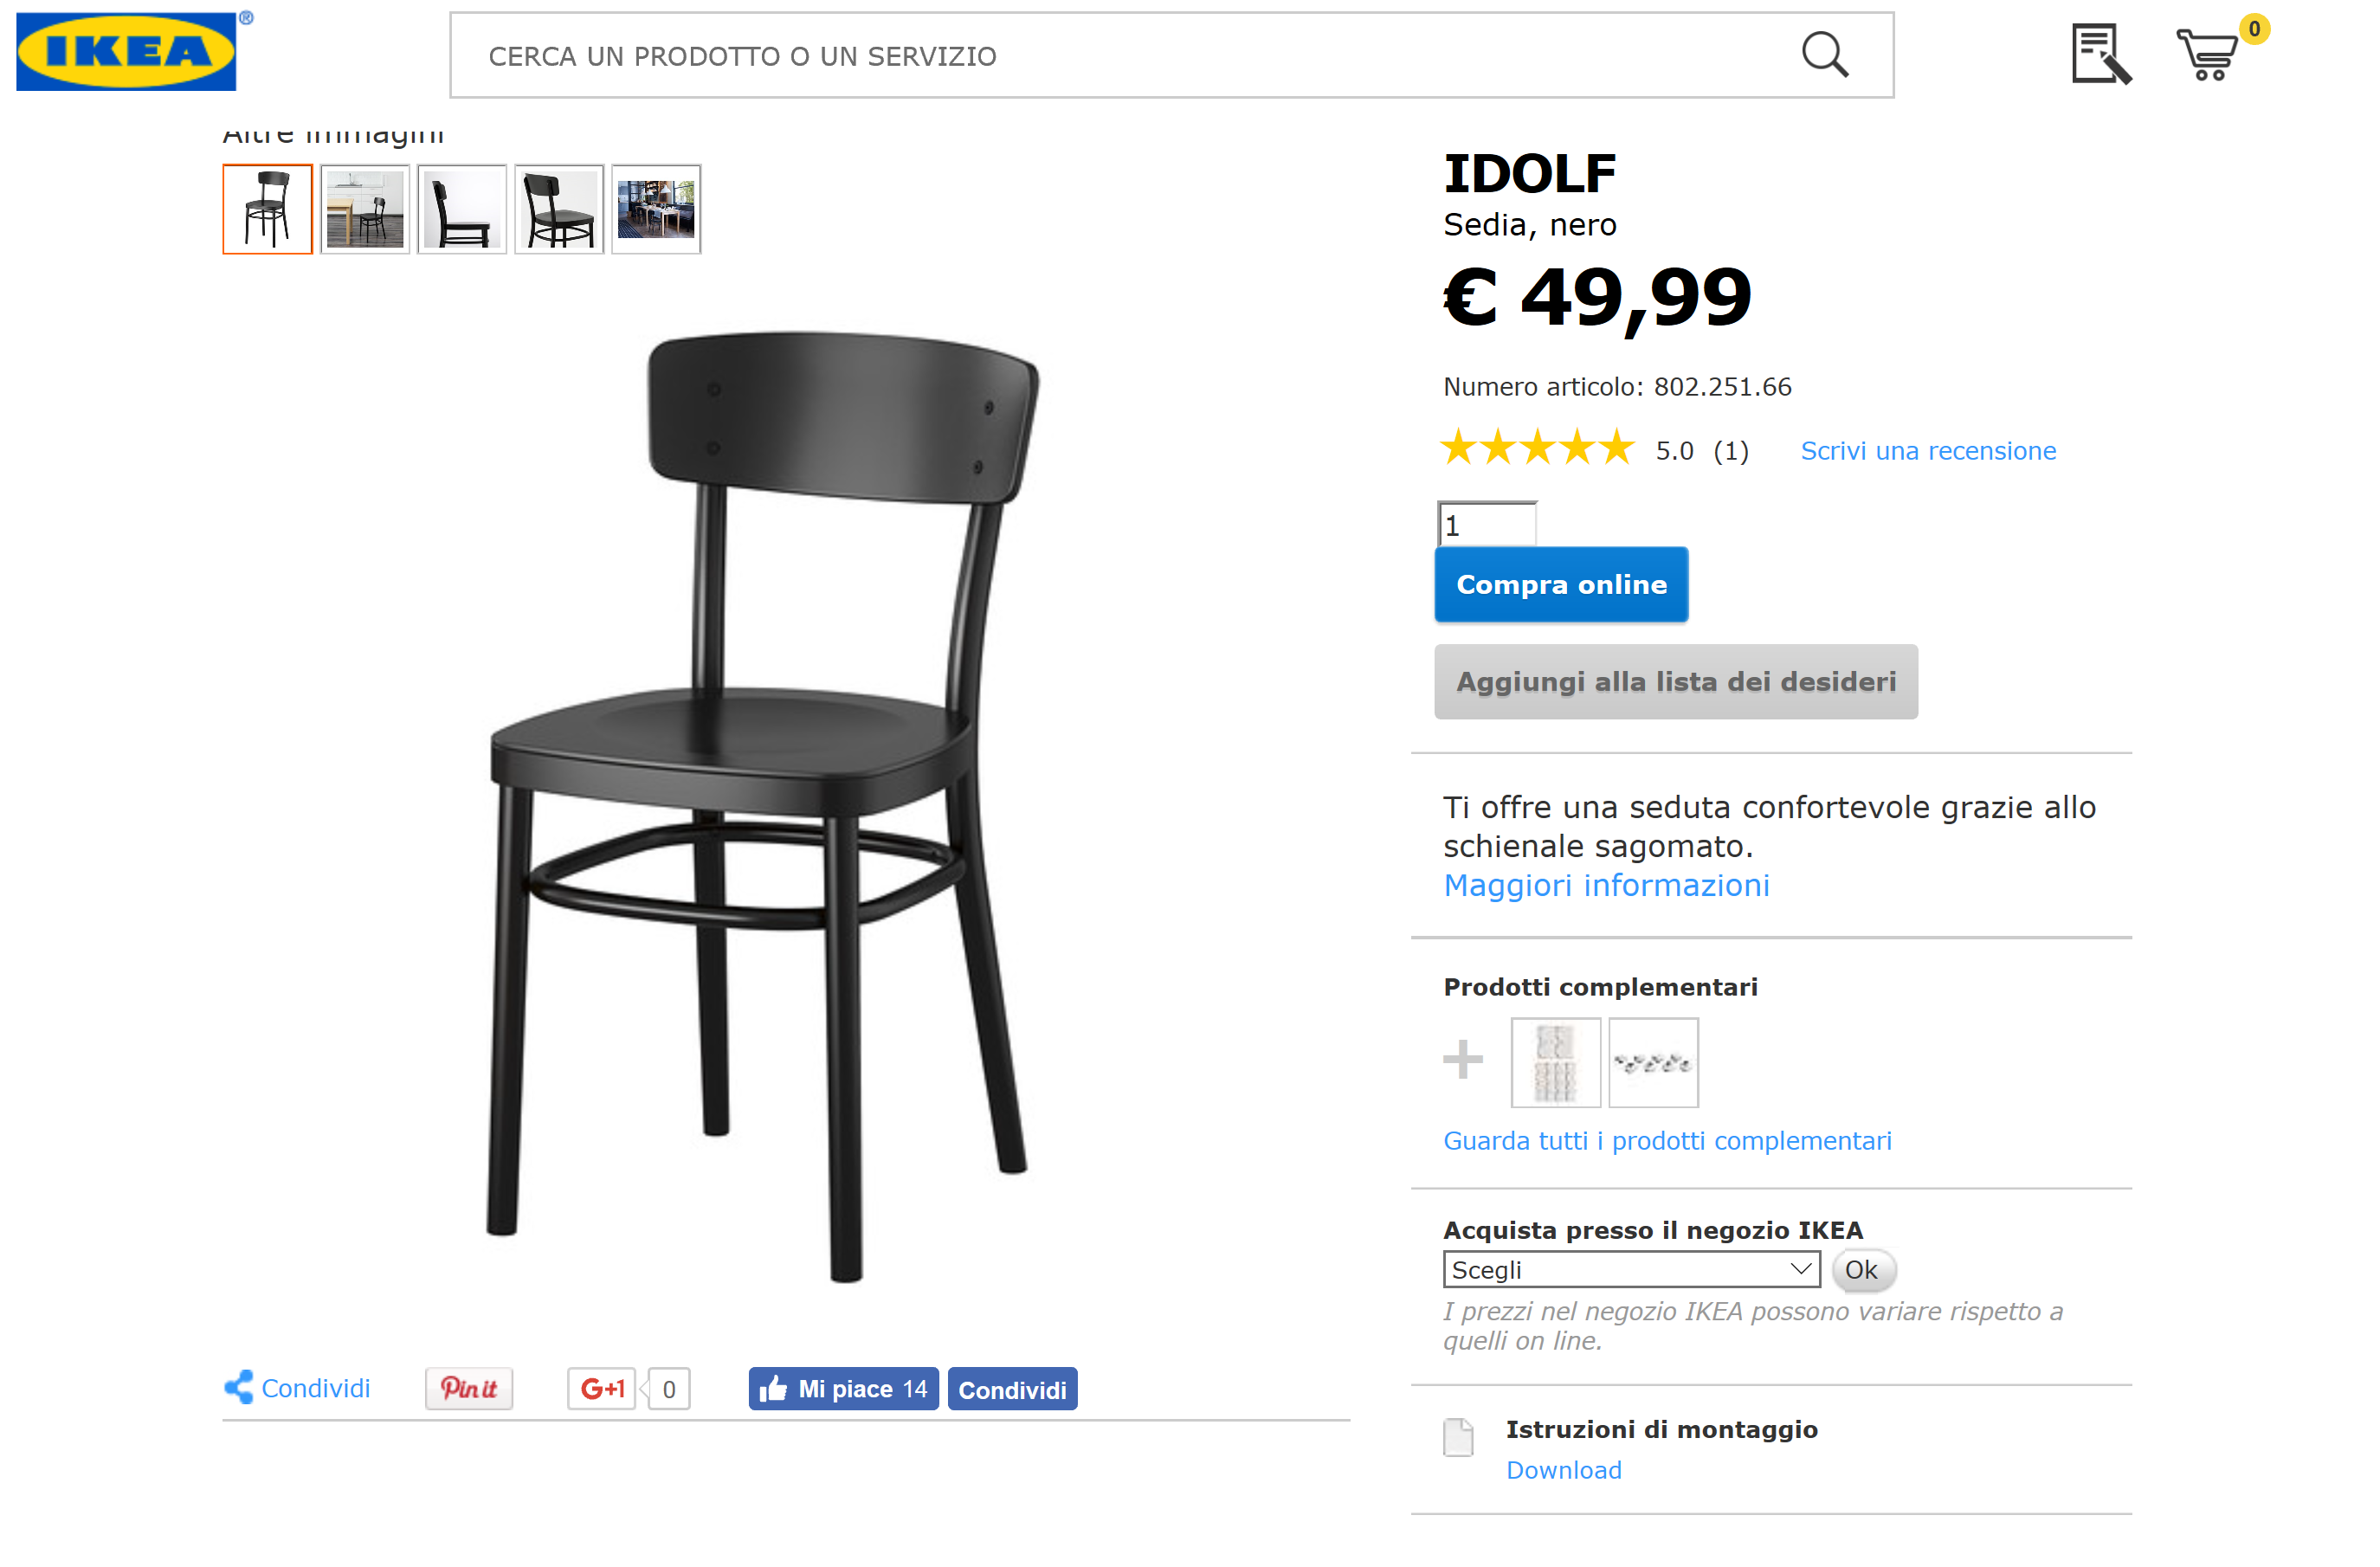 IKEA®
CERCA UN PRODOTTO O UN SERVIZIO
0
Altre immagini
IDOLF
Sedia, nero
€ 49,99
Numero articolo: 802.251.66
5.0 (1) Scrivi una recensione
1
Compra online
Aggiungi alla lista dei desideri
Ti offre una seduta confortevole grazie allo
schienale sagomato.
Maggiori informazioni
Prodotti complementari
+
Guarda tutti i prodotti complementari
Acquista presso il negozio IKEA
Scegli Ok
I prezzi nel negozio IKEA possono variare rispetto a
quelli on line.
Condividi Pin it G+1 0 Mi piace 14 Condividi
Istruzioni di montaggio
Download